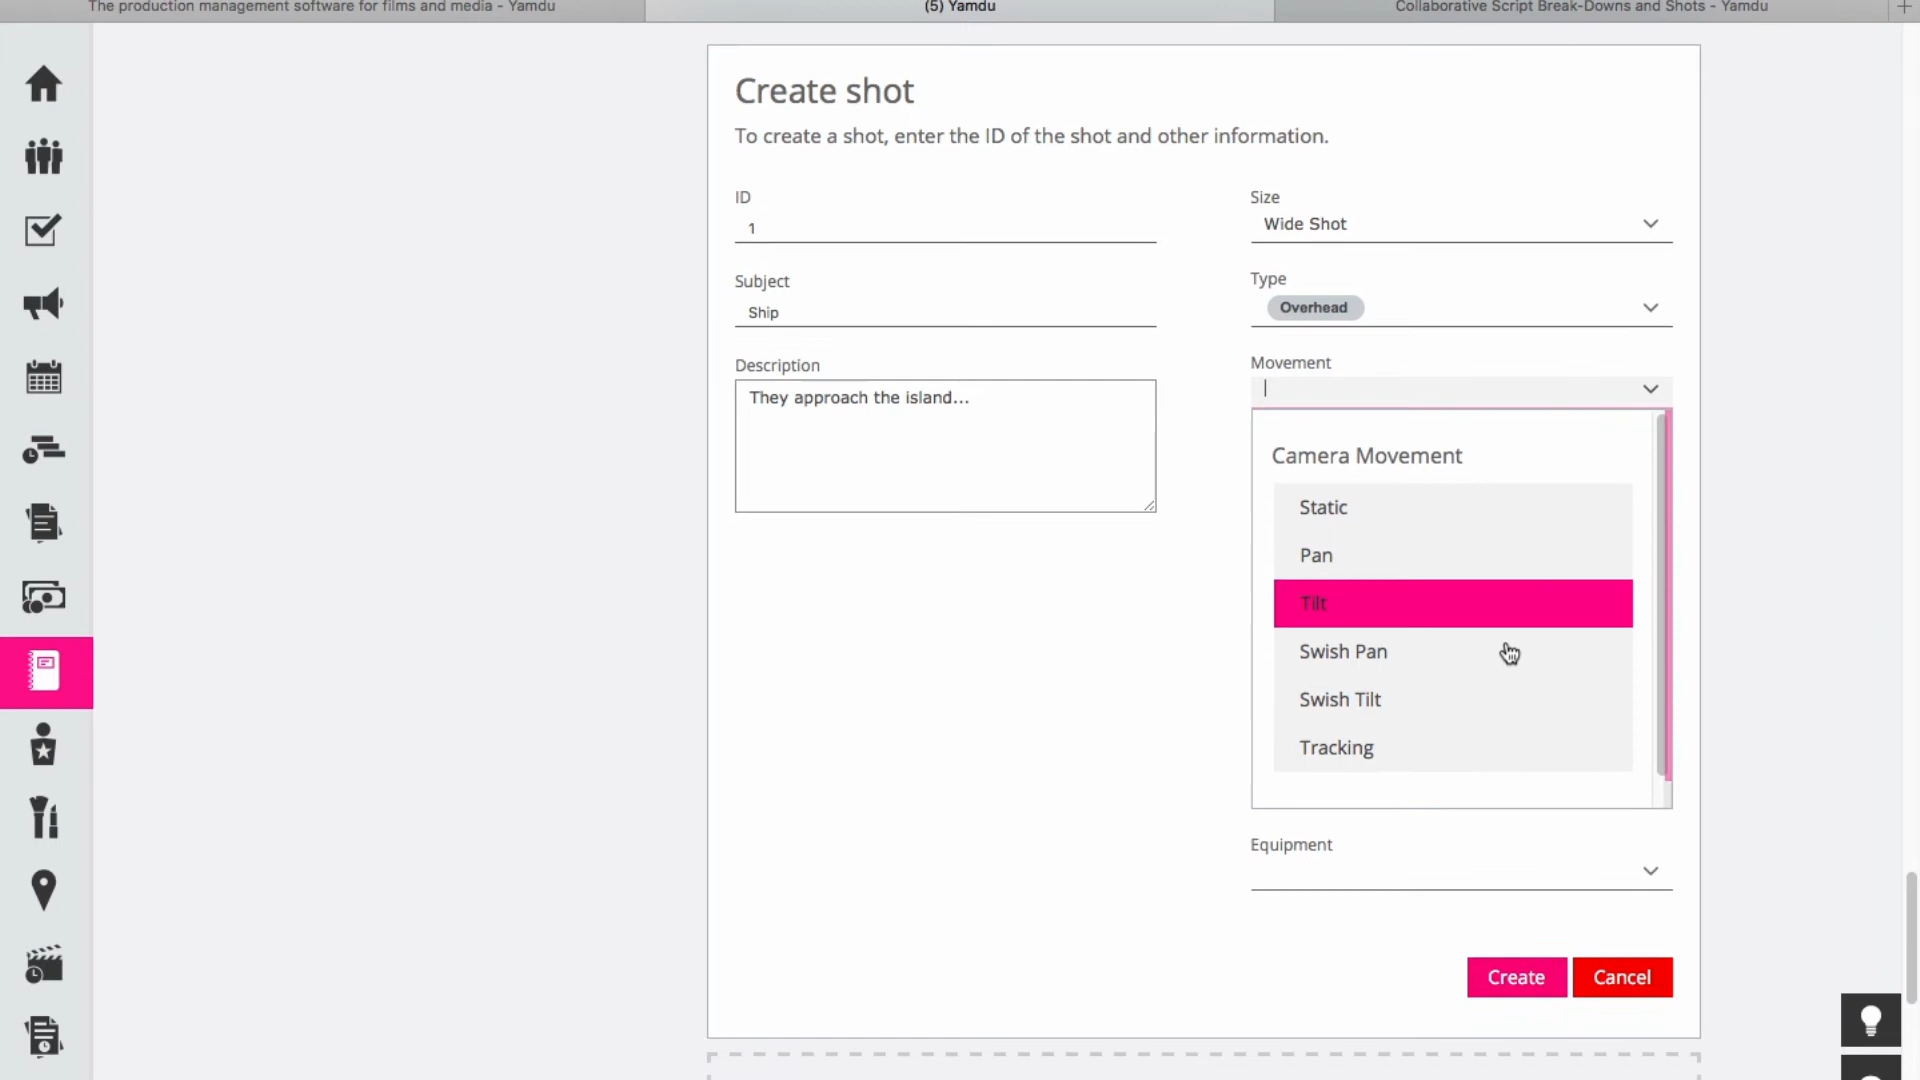 The production management software for films and media - Yamdu
(5) Yamdu
Collaborative Script Break-Downs and Shots - Yamdu
Create shot
To create a shot, enter the ID of the shot and other information.
ID
1
Subject
Ship
Description
They approach the island...
Size
Wide Shot
Type
Overhead
Movement
Camera Movement
Static
Pan
Tilt
Swish Pan
Swish Tilt
Tracking
Equipment
Create
Cancel